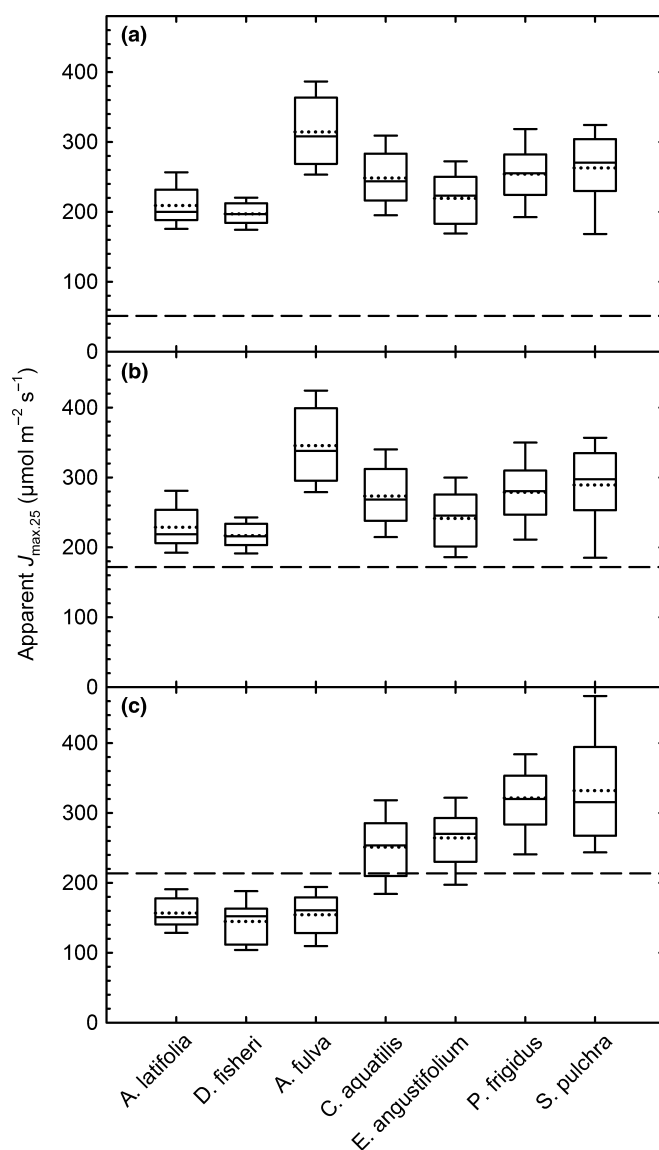 (a)
400
300
200
100
0
(b)
400
300
200
100
0
(c)
400
300
200
100
0
Apparent Jmax.25 (µmol m−2 s−1)
A. latifolia
D. fisheri
A. fulva
C. aquatilis
E. angustifolium
P. frigidus
S. pulchra